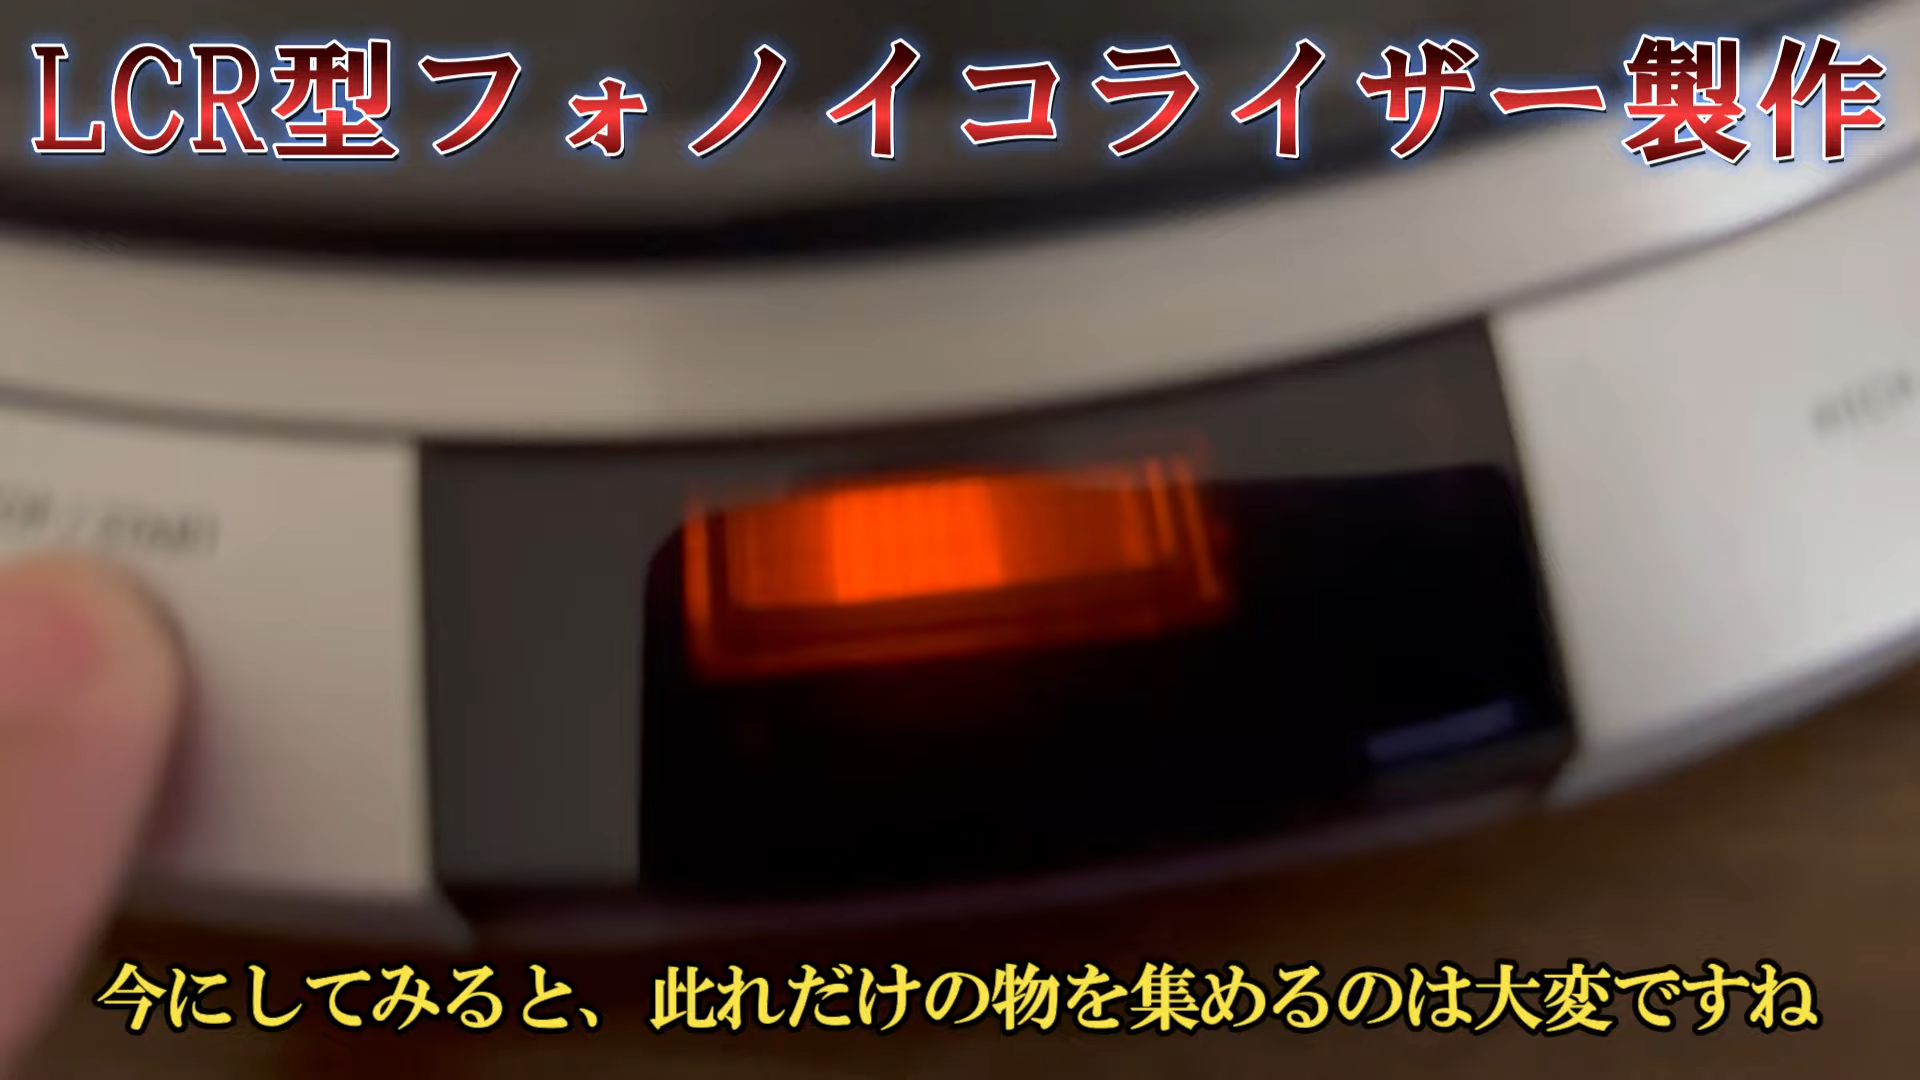 LCR型フォノイコライザー製作
START
今にしてみると、此れだけの物を集めるのは大変ですね